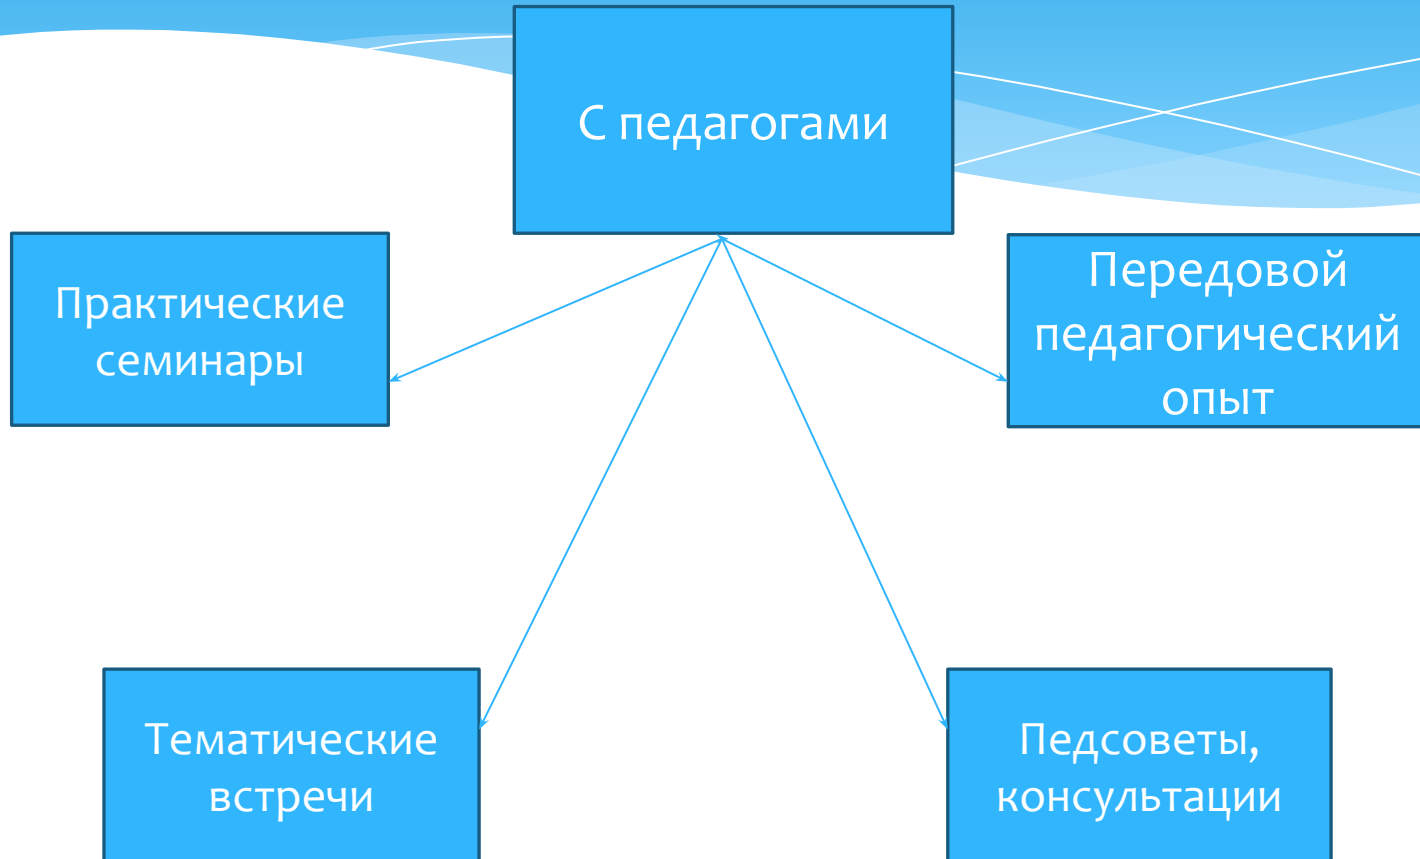 С педагогами
Практические
семинары
Передовой
педагогический
опыт
Тематические
встречи
Педсоветы,
консультации